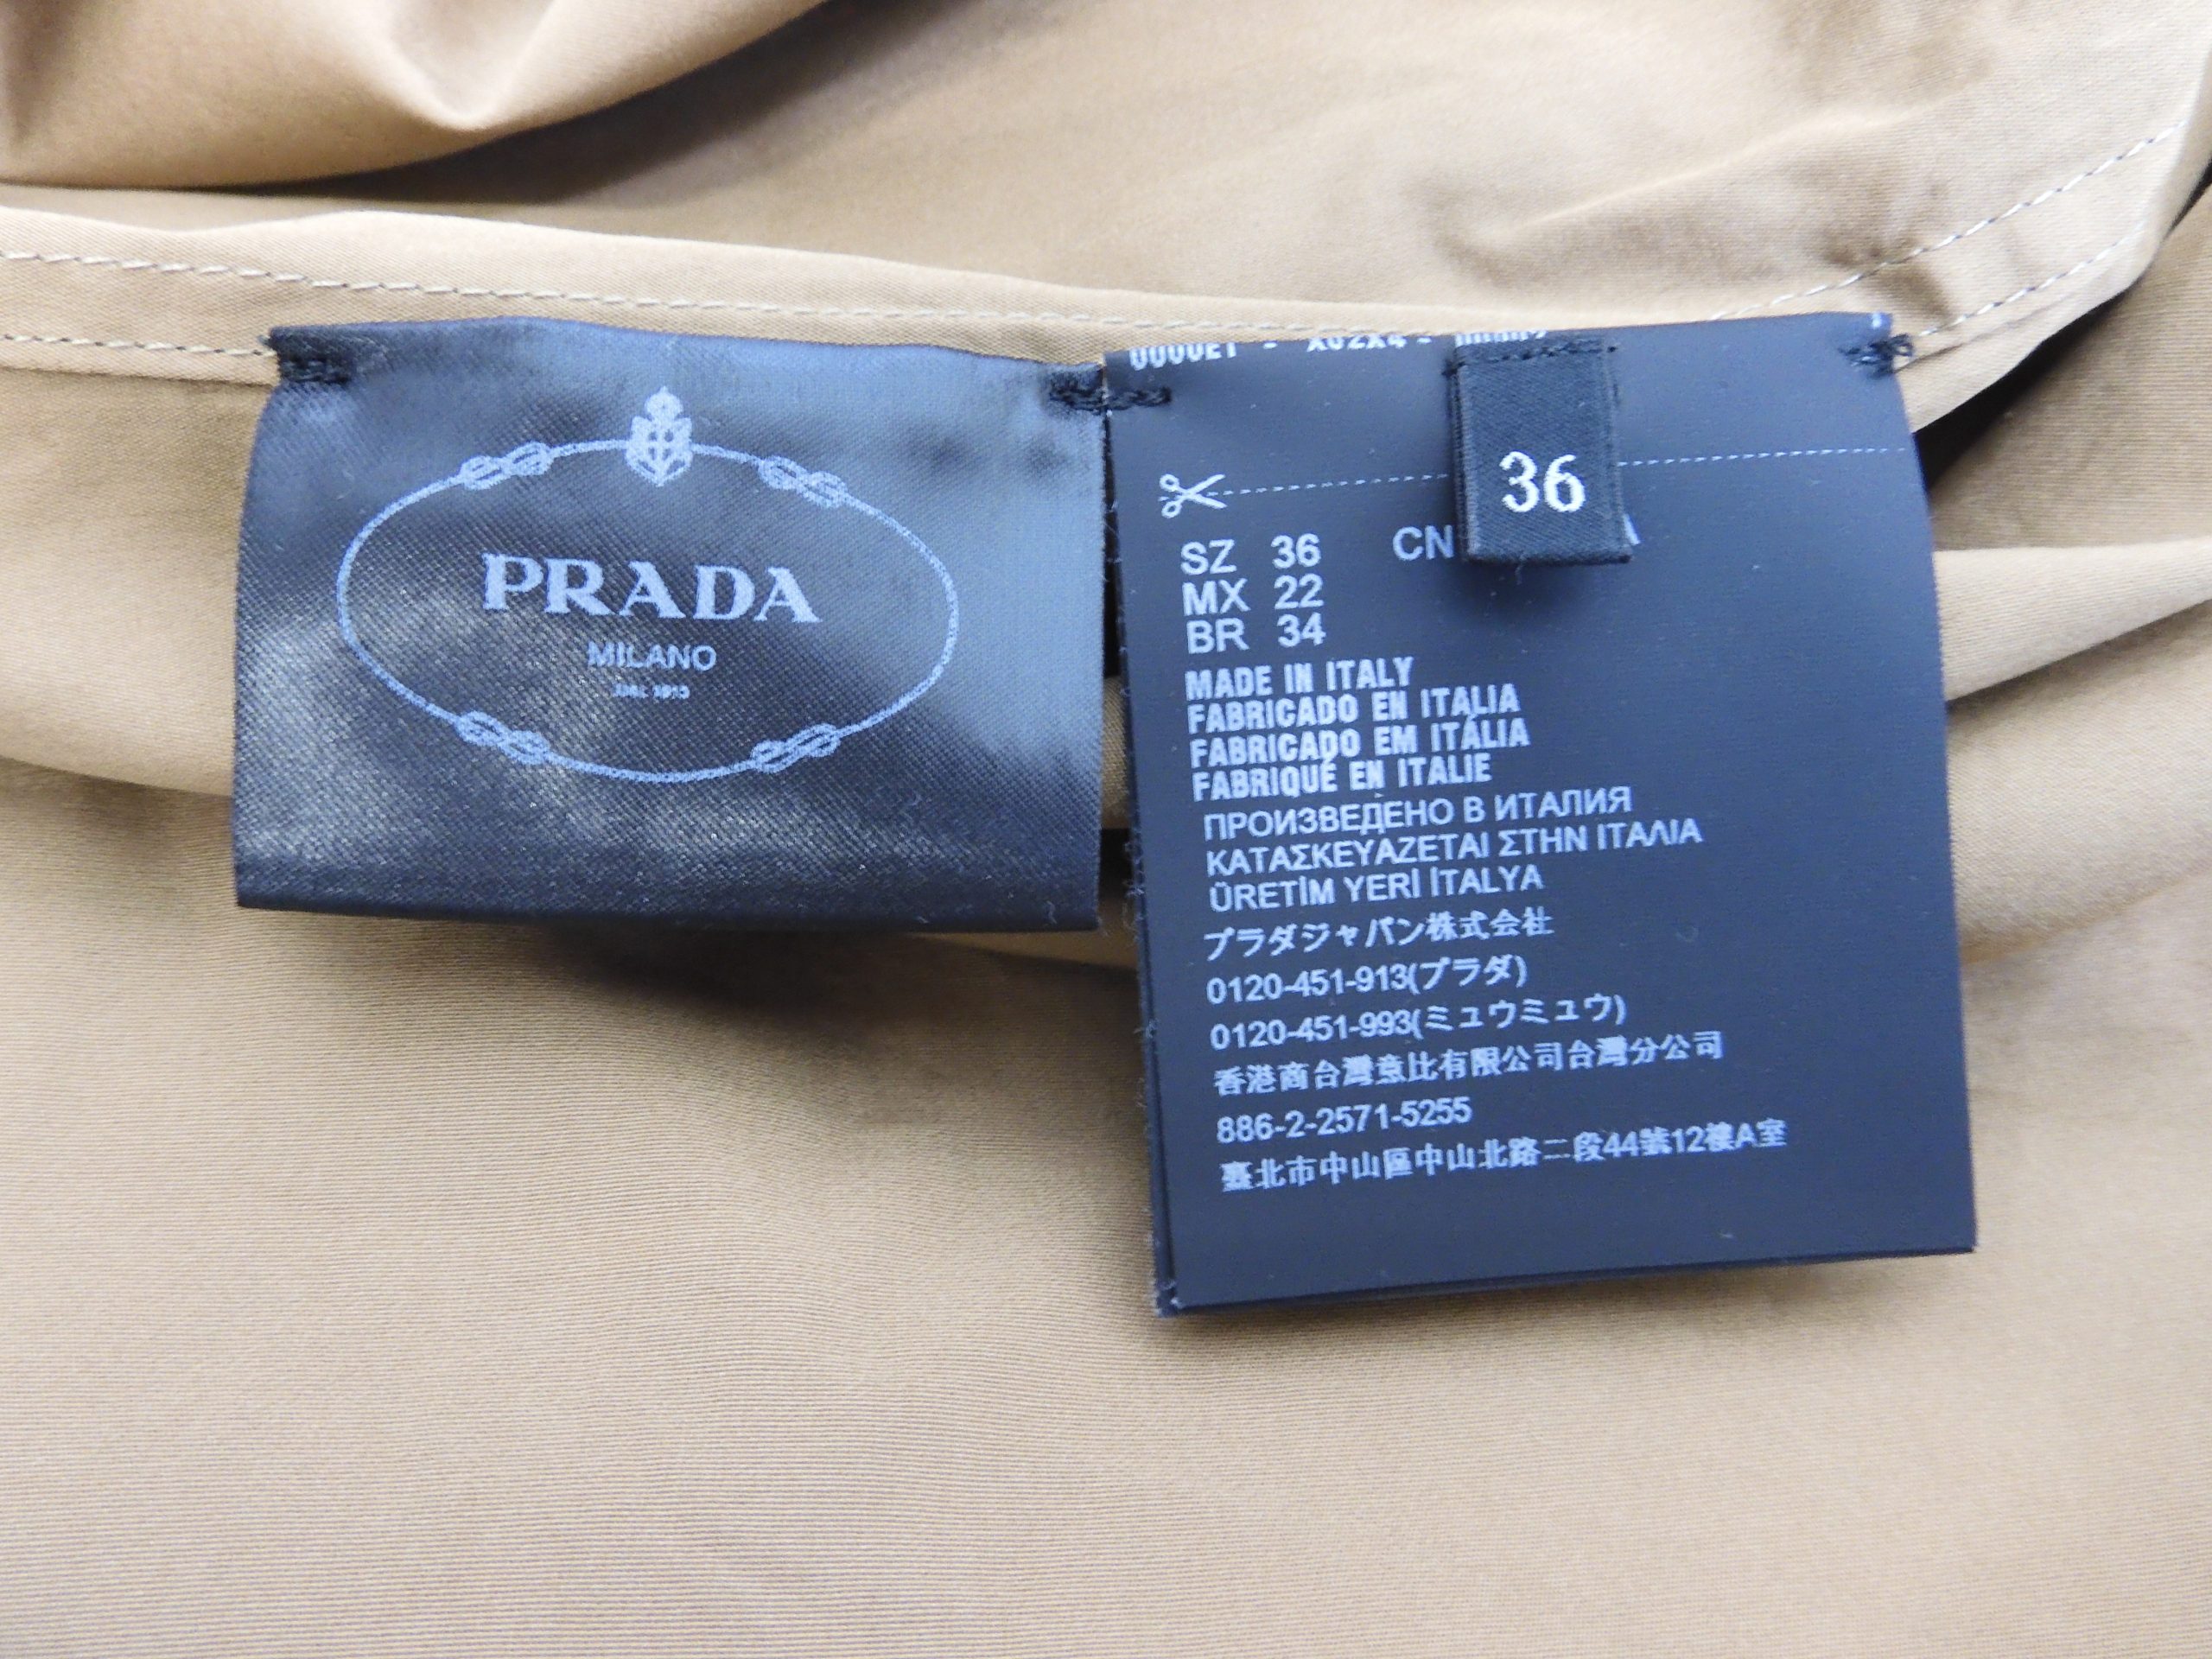 PRADA
MILANO
DAL 1913
36
SZ 36 CN
MX 22
BR 34
MADE IN ITALY
FABRICADO EN ITALIA
FABRICADO EM ITÁLIA
FABRIQUÉ EN ITALIE
ПРОИЗВЕДЕНО В ИТАЛИЯ
ΚΑΤΑΣΚΕΥΑΖΕΤΑΙ ΣΤΗΝ ΙΤΑΛΙΑ
ÜRETİM YERİ İTALYA
プラダジャパン株式会社
0120-451-913(プラダ)
0120-451-993(ミュウミュウ)
香港商台灣意比有限公司台灣分公司
886-2-2571-5255
臺北市中山區中山北路二段44號12樓A室